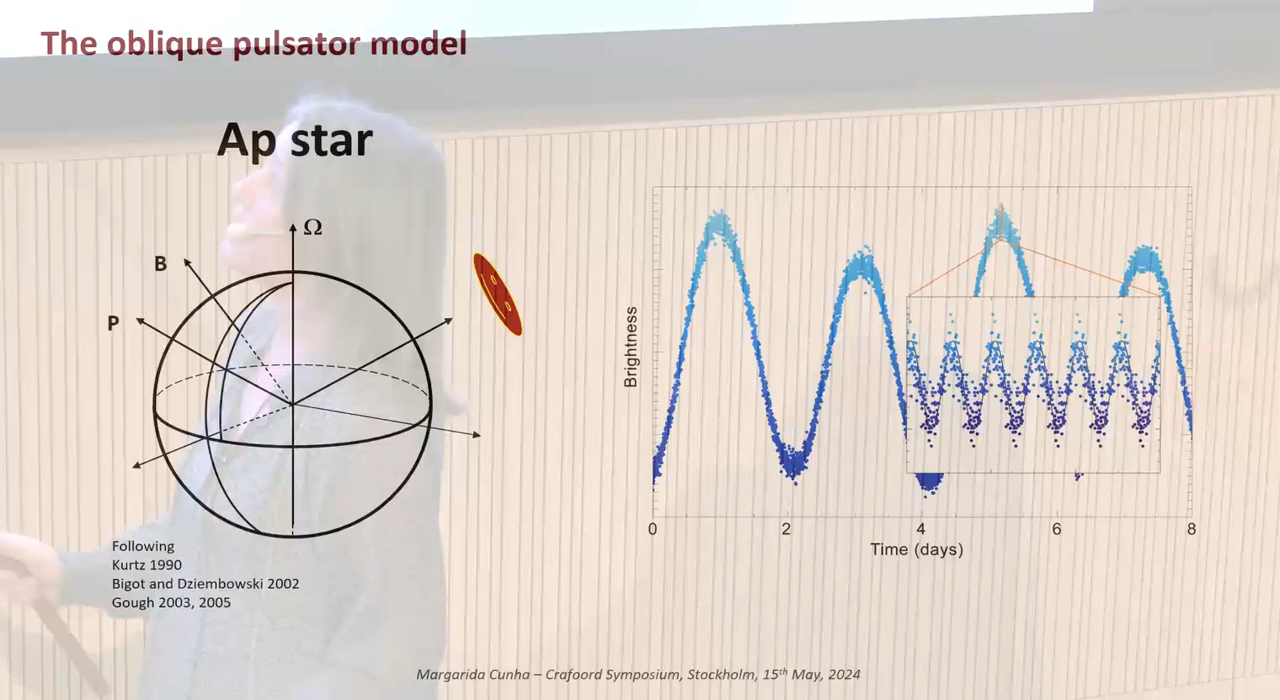 The oblique pulsator model
Ap star
Ω
B
P
Following
Kurtz 1990
Bigot and Dziembowski 2002
Gough 2003, 2005
Brightness
0 2 4 6 8
Time (days)
Margarida Cunha – Crafoord Symposium, Stockholm, 15th May, 2024